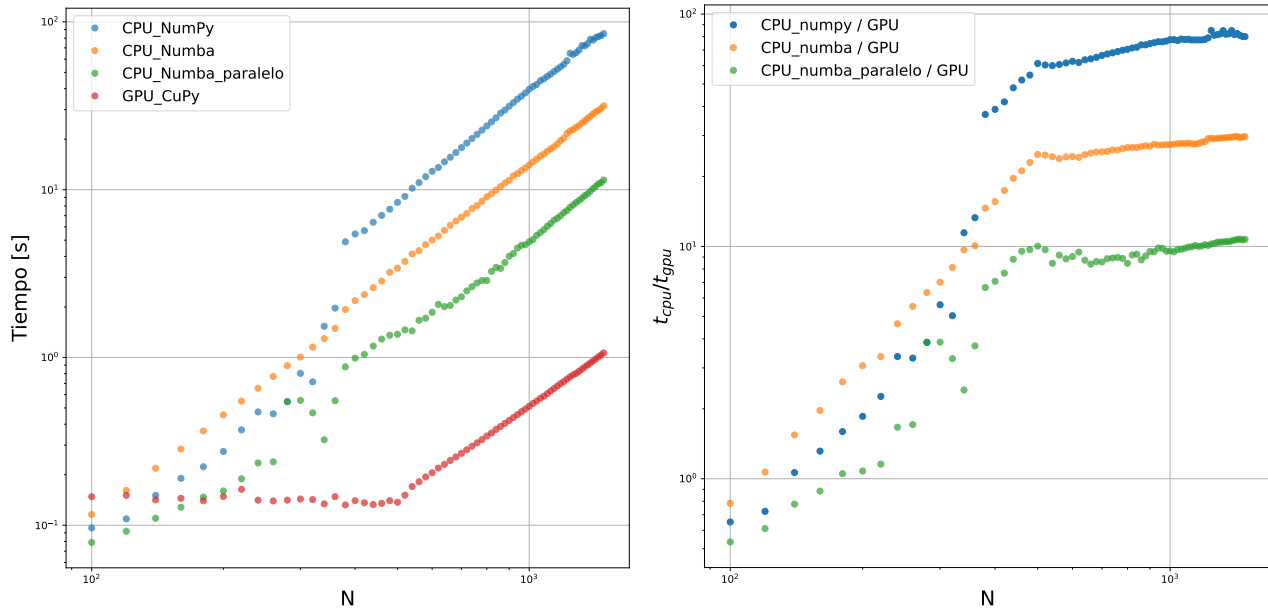 CPU_NumPy
CPU_Numba
CPU_Numba_paralelo
GPU_CuPy
Tiempo [s]
10²
10¹
10⁰
10⁻¹
10²
10³
N
CPU_numpy / GPU
CPU_numba / GPU
CPU_numba_paralelo / GPU
t_cpu/t_gpu
10²
10¹
10⁰
10²
10³
N